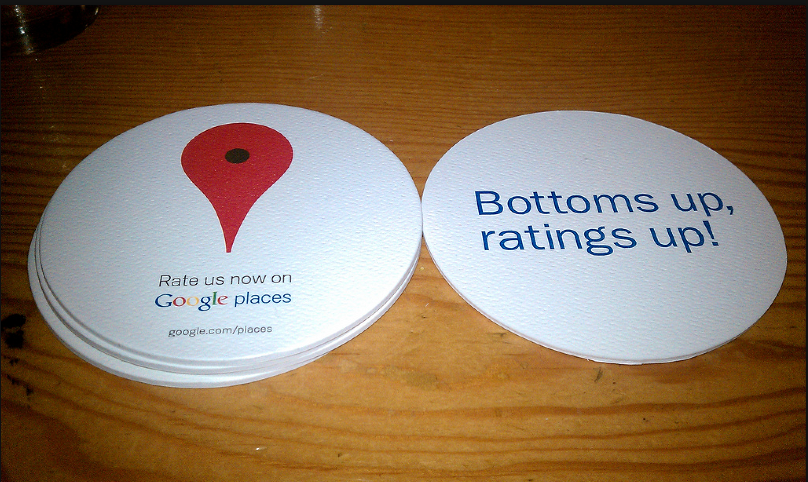 Rate us now on
Google places
google.com/places
Bottoms up,
ratings up!